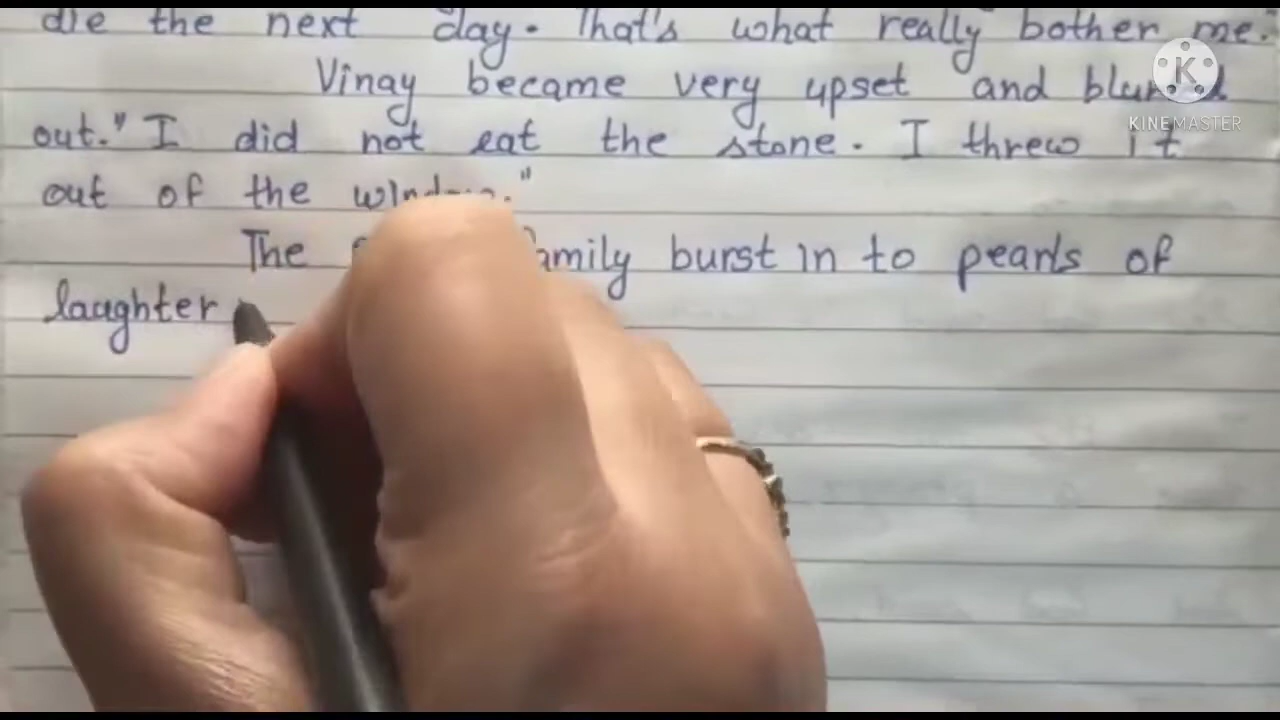 die the next day. That's what really bother me."
Vinay became very upset and
out." I did not eat the stone. I threw it
out of the
The family burst in to pearls of
laughter
KINEMASTER